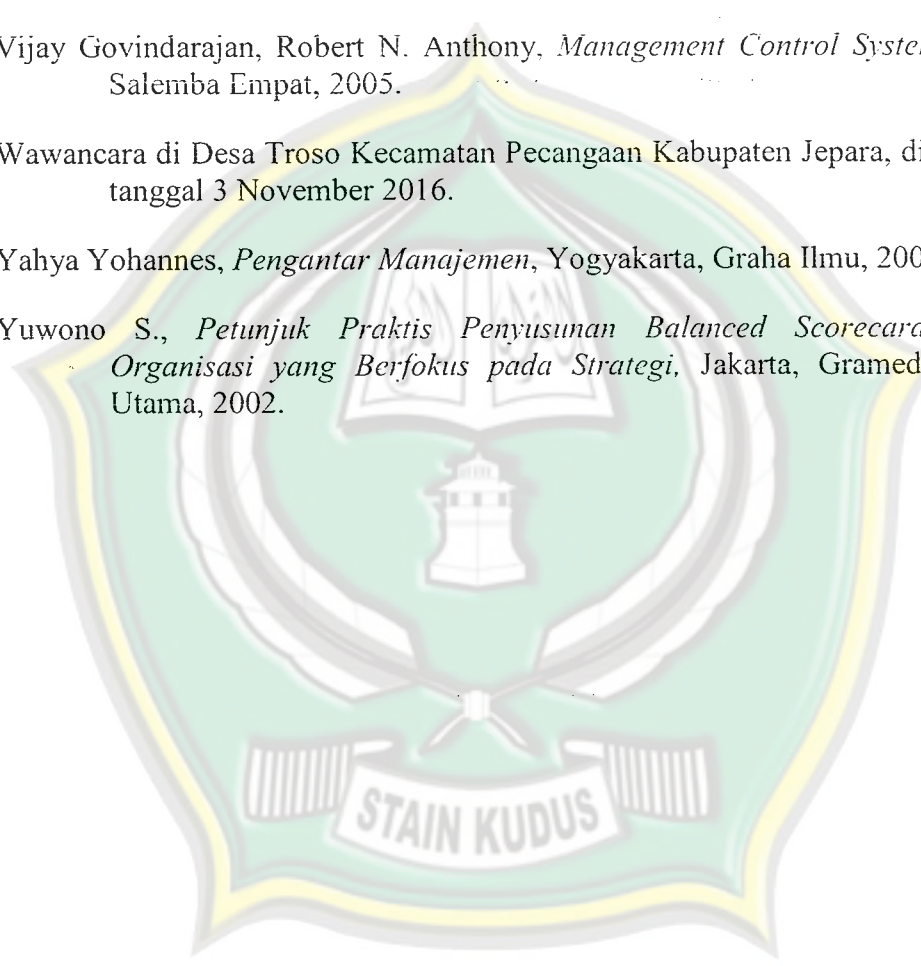 Vijay Govindarajan, Robert N. Anthony, Management Control System
Salemba Empat, 2005.
Wawancara di Desa Troso Kecamatan Pecangaan Kabupaten Jepara, di
tanggal 3 November 2016.
Yahya Yohannes, Pengantar Manajemen, Yogyakarta, Graha Ilmu, 200
Yuwono S., Petunjuk Praktis Penyusunan Balanced Scorecard
Organisasi yang Berfokus pada Strategi, Jakarta, Gramed
Utama, 2002.
STAIN KUDUS